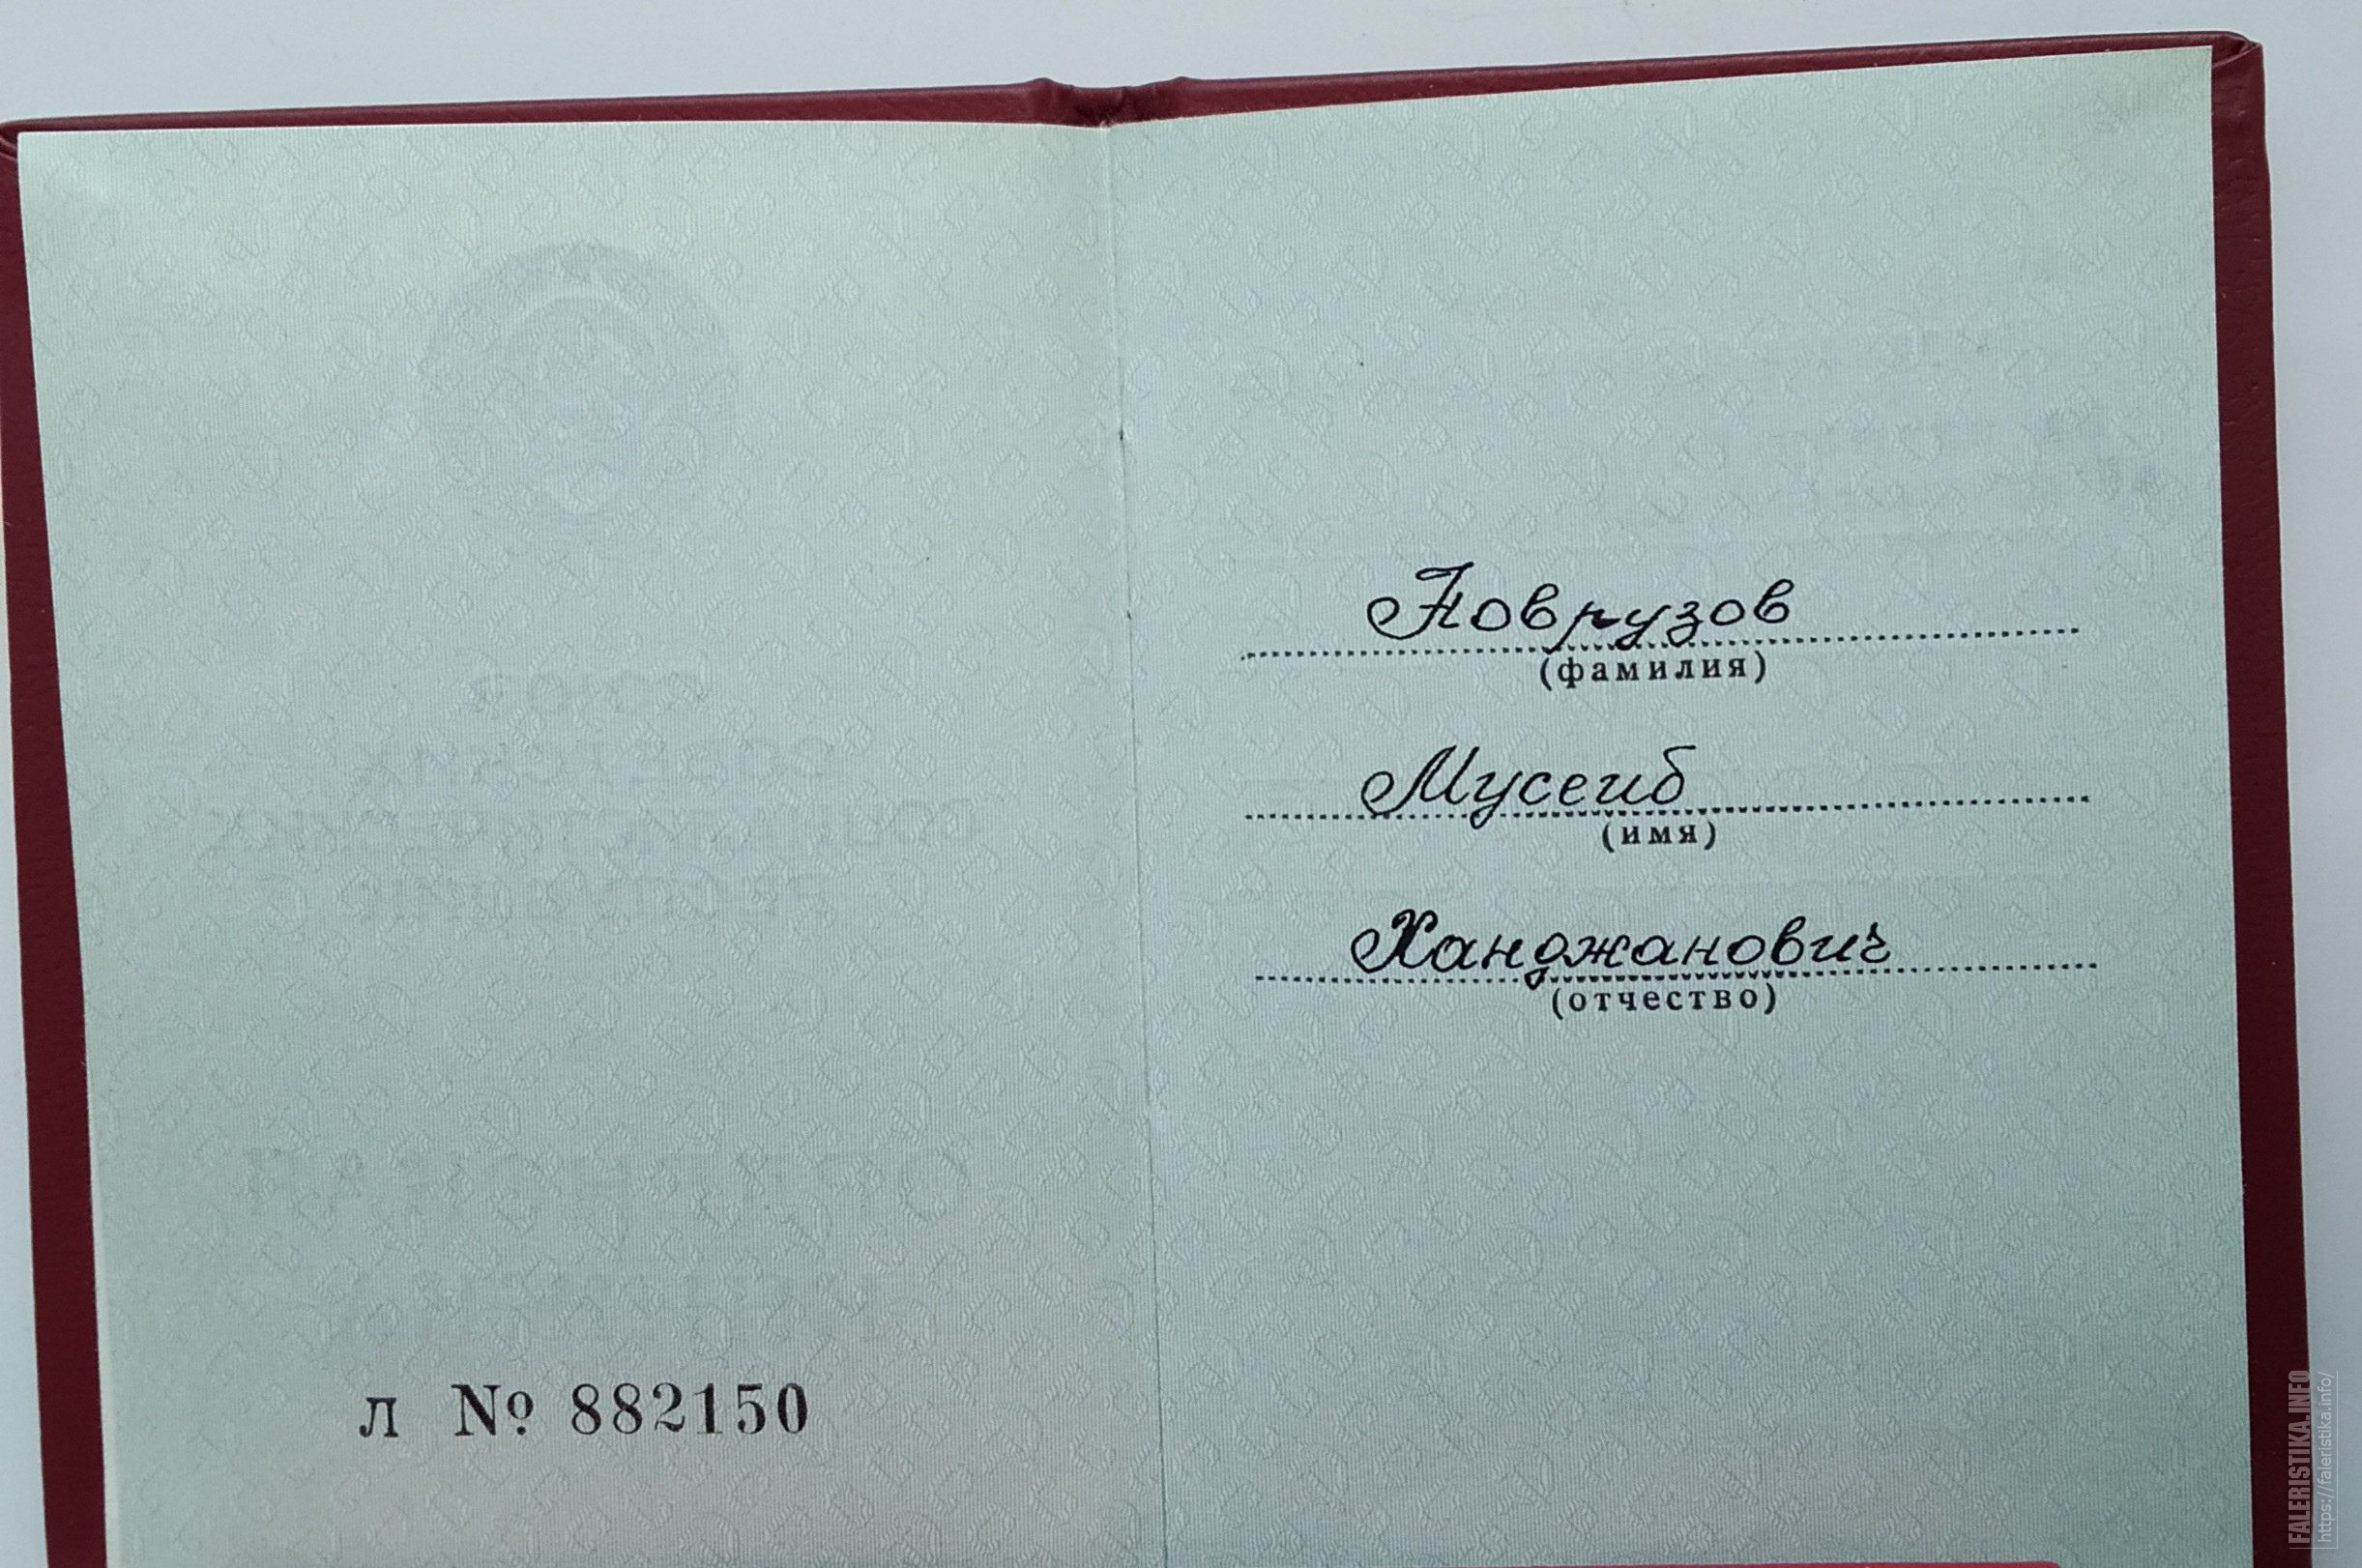 л № 882150
Новрузов
(фамилия)
Мусеиб
(имя)
Ханджанович
(отчество)
FALERISTIKA.INFO
https://faleristika.info/